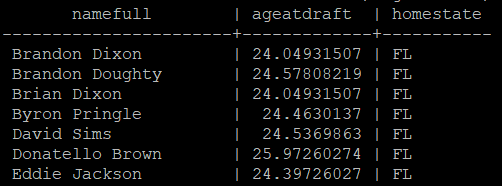 namefull | ageatdraft | homestate
-----------------------+-------------+-----------
Brandon Dixon | 24.04931507 | FL
Brandon Doughty | 24.57808219 | FL
Brian Dixon | 24.04931507 | FL
Byron Pringle | 24.4630137 | FL
David Sims | 24.5369863 | FL
Donatello Brown | 25.97260274 | FL
Eddie Jackson | 24.39726027 | FL